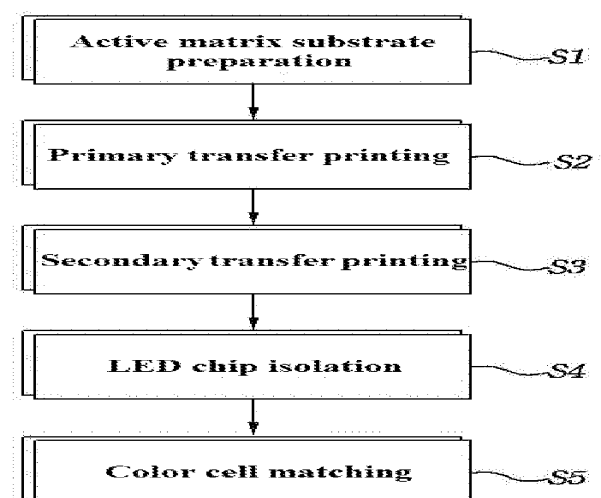 Active matrix substrate
preparation
S1
Primary transfer printing
S2
Secondary transfer printing
S3
LED chip isolation
S4
Color cell matching
S5